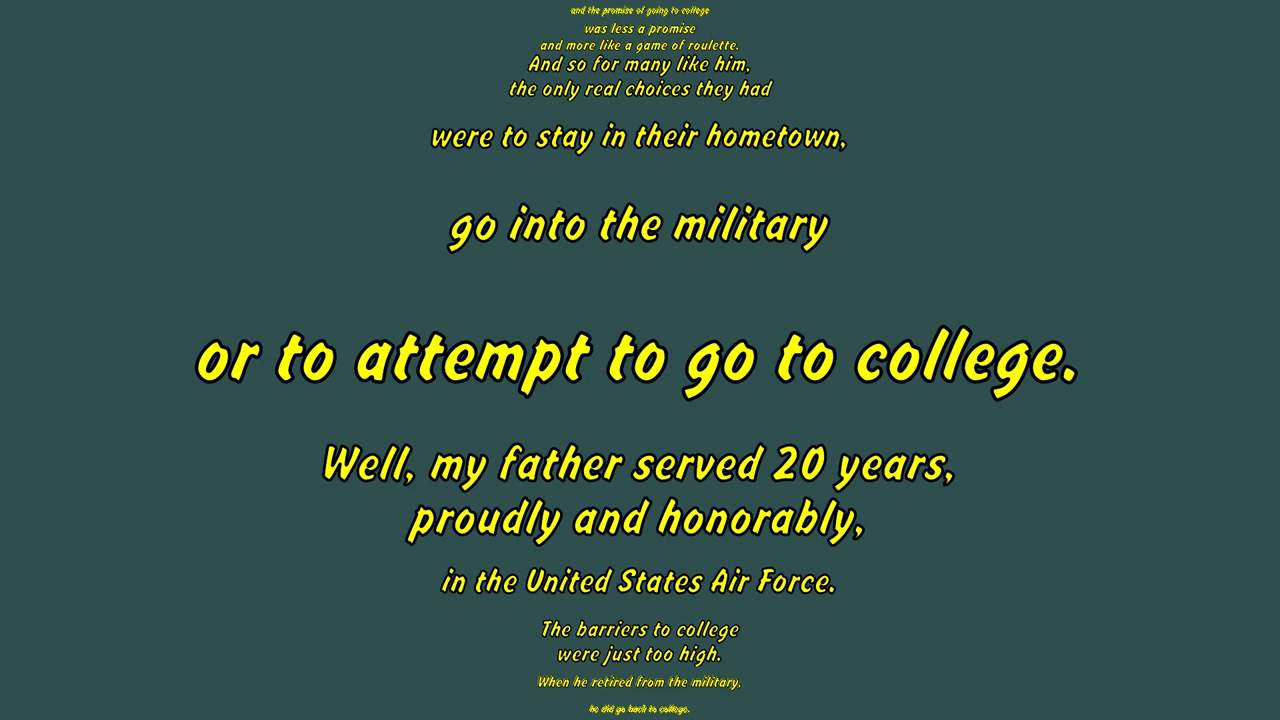 and the promise of going to college
was less a promise
and more like a game of roulette.
And so for many like him,
the only real choices they had
were to stay in their hometown,
go into the military
or to attempt to go to college.
Well, my father served 20 years,
proudly and honorably,
in the United States Air Force.
The barriers to college
were just too high.
When he retired from the military,
he did go back to college.